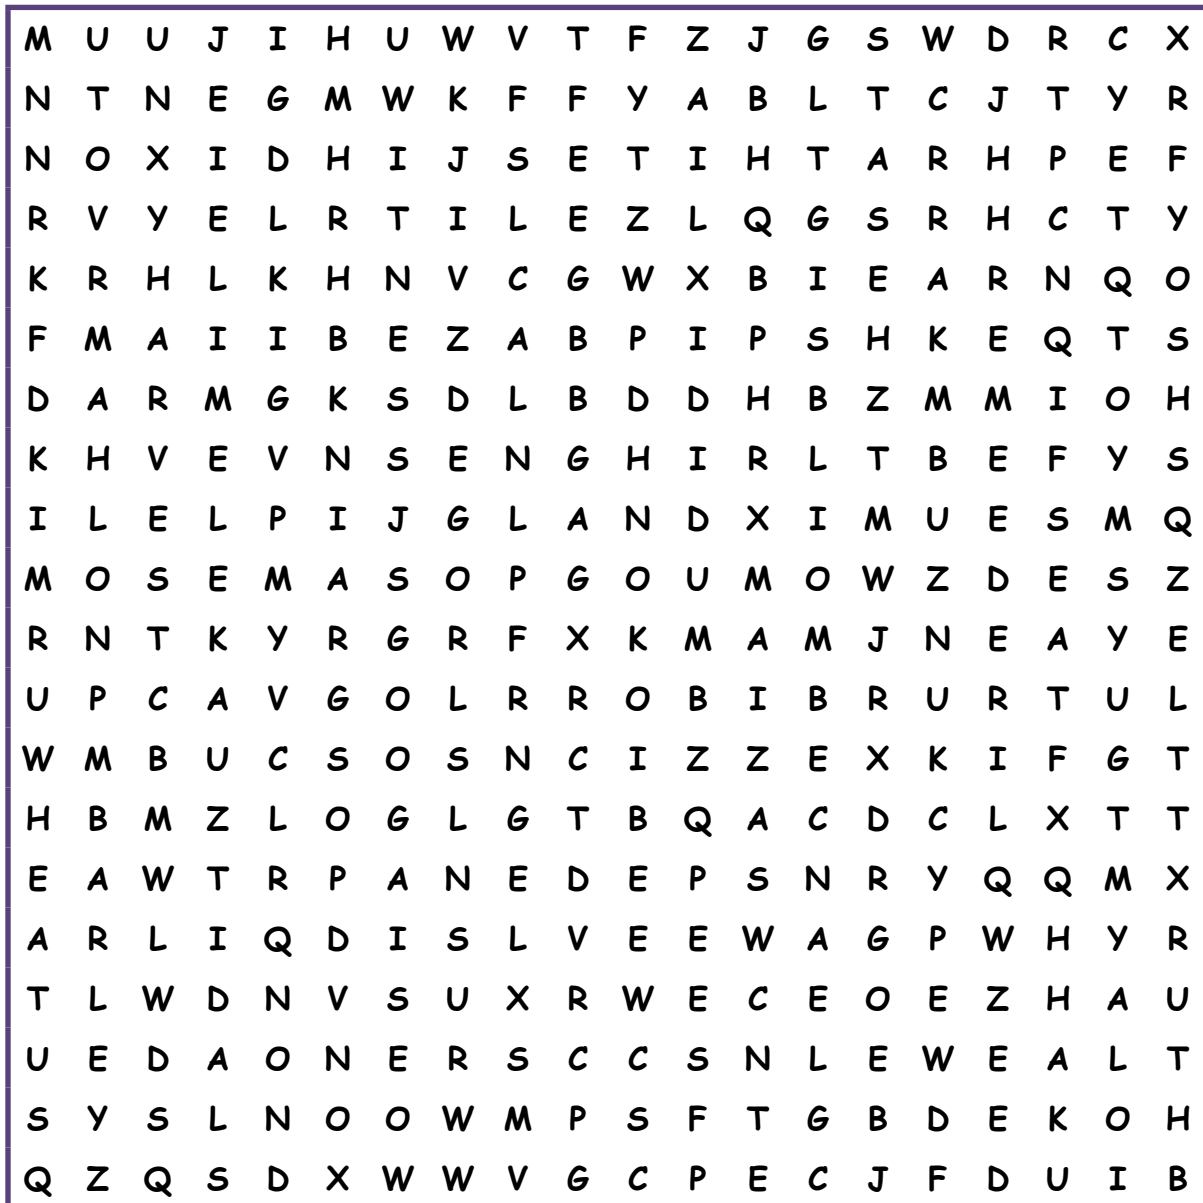 M U U J I H U W V T F Z J G S W D R C X
N T N E G M W K F F Y A B L T C J T Y R
N O X I D H I J S E T I H T A R H P E F
R V Y E L R T I L E Z L Q G S R H C T Y
K R H L K H N V C G W X B I E A R N Q O
F M A I I B E Z A B P I P S H K E Q T S
D A R M G K S D L B D D H B Z M M I O H
K H V E V N S E N G H I R L T B E F Y S
I L E L P I J G L A N D X I M U E S M Q
M O S E M A S O P G O U M O W Z D E S Z
R N T K Y R G R F X K M A M J N E A Y E
U P C A V G O L R R O B I B R U R T U L
W M B U C S O S N C I Z Z E X K I F G T
H B M Z L O G L G T B Q A C D C L X T T
E A W T R P A N E D E P S N R Y Q Q M X
A R L I Q D I S L V E E W A G P W H Y R
T L W D N V S U X R W E C E O E Z H A U
U E D A O N E R S C C S N L E W E A L T
S Y S L N O O W M P S F T G B D E K O H
Q Z Q S D X W W V G C P E C J F D U I B